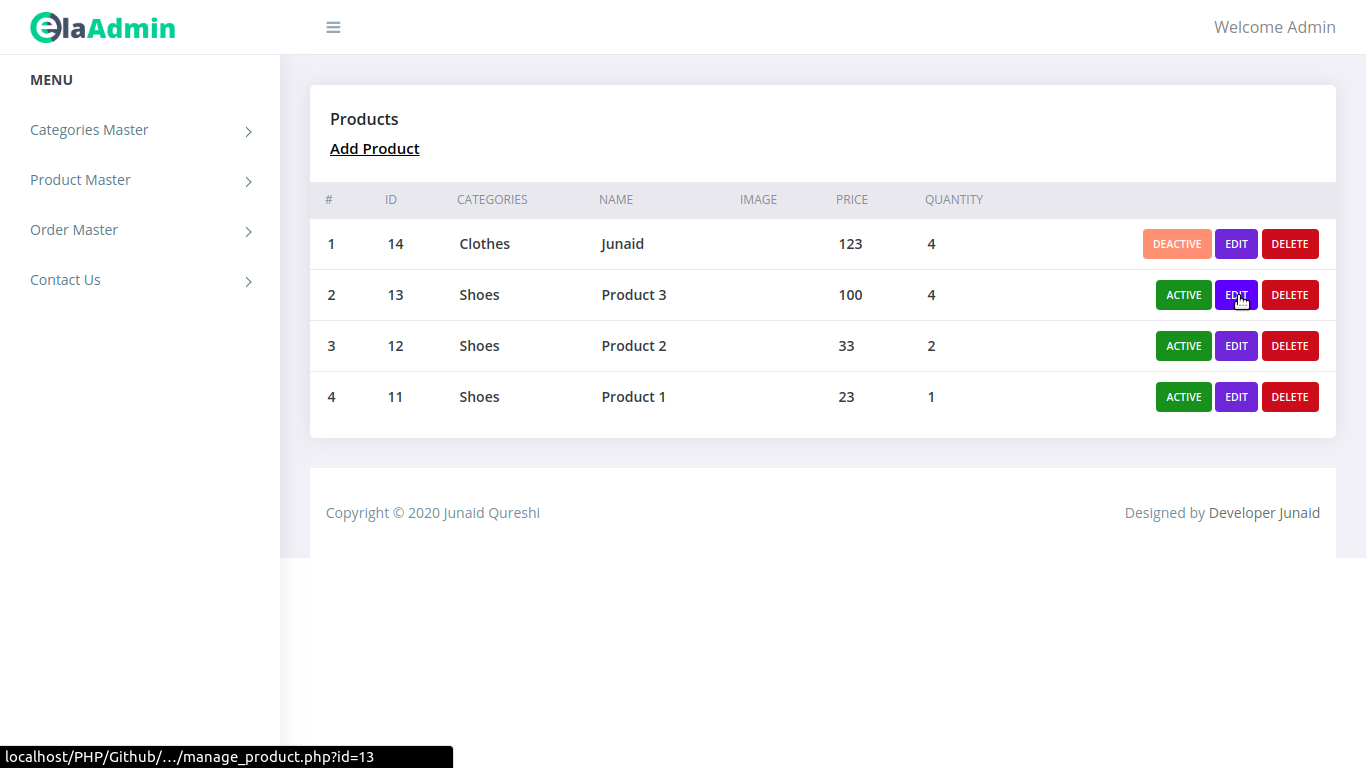 elaAdmin
Welcome Admin
MENU
Categories Master
Product Master
Order Master
Contact Us
Products
Add Product
# ID CATEGORIES NAME IMAGE PRICE QUANTITY
1 14 Clothes Junaid 123 4 DEACTIVE EDIT DELETE
2 13 Shoes Product 3 100 4 ACTIVE EDIT DELETE
3 12 Shoes Product 2 33 2 ACTIVE EDIT DELETE
4 11 Shoes Product 1 23 1 ACTIVE EDIT DELETE
Copyright © 2020 Junaid Qureshi
Designed by Developer Junaid
localhost/PHP/Github/…/manage_product.php?id=13